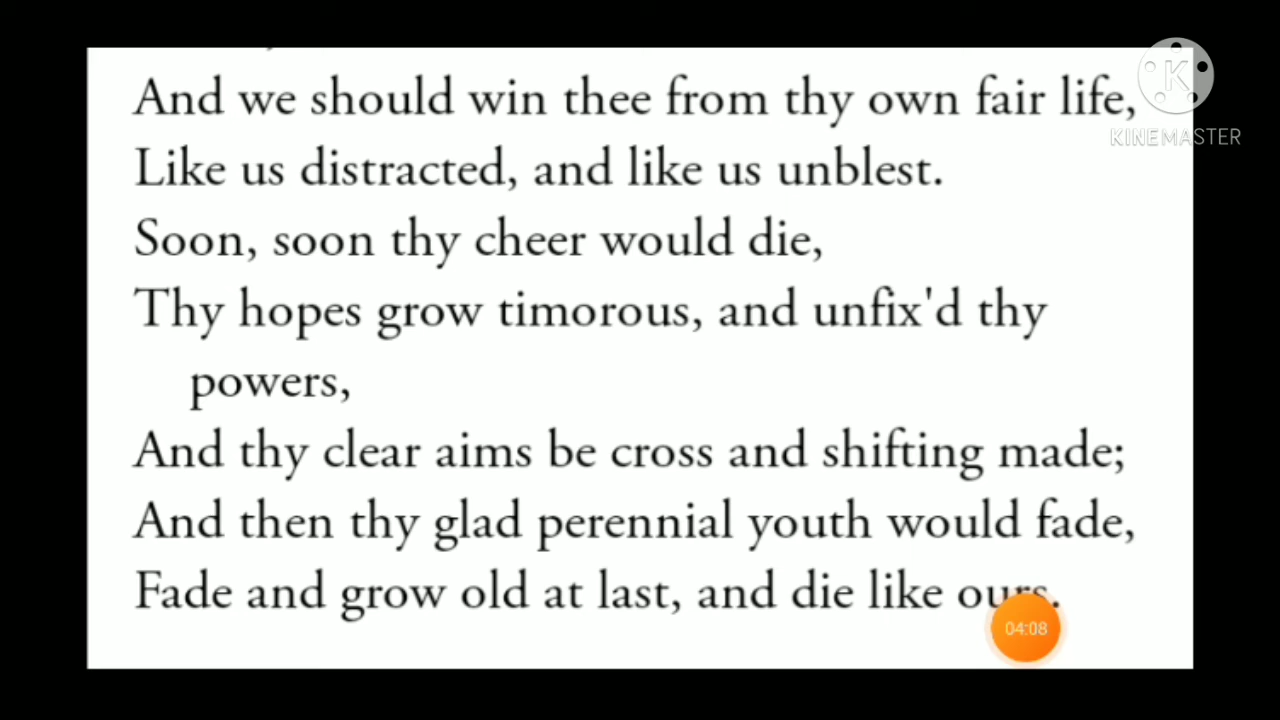 And we should win thee from thy own fair life,
Like us distracted, and like us unblest.
Soon, soon thy cheer would die,
Thy hopes grow timorous, and unfix'd thy
powers,
And thy clear aims be cross and shifting made;
And then thy glad perennial youth would fade,
Fade and grow old at last, and die like ours.
K
KINEMASTER
04:08